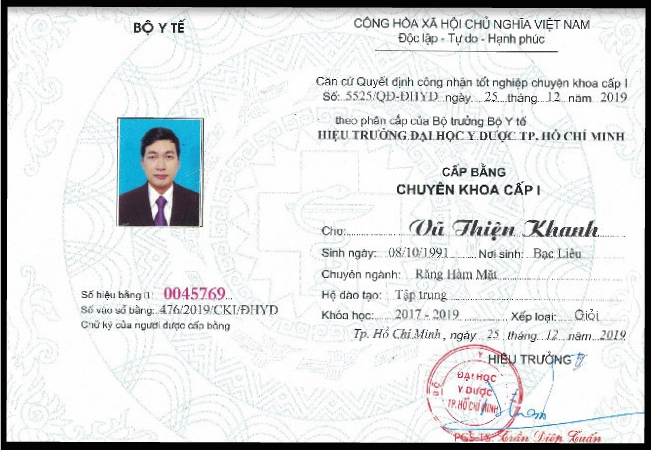 BỘ Y TẾ
Số hiệu bằng: 0045769
Số vào sổ bằng: 476/2019/CKI/ĐHYD
Chữ ký của người được cấp bằng
CỘNG HÒA XÃ HỘI CHỦ NGHĨA VIỆT NAM
Độc lập - Tự do - Hạnh phúc
Căn cứ Quyết định công nhận tốt nghiệp chuyên khoa cấp I
Số: 5525/QĐ-ĐHYD ngày 25 tháng 12 năm 2019
theo phân cấp của Bộ trưởng Bộ Y tế
HIỆU TRƯỞNG ĐẠI HỌC Y DƯỢC TP. HỒ CHÍ MINH
CẤP BẰNG
CHUYÊN KHOA CẤP I
Cho: Vũ Thiện Khanh
Sinh ngày: 08/10/1991 Nơi sinh: Bạc Liêu
Chuyên ngành: Răng Hàm Mặt
Hệ đào tạo: Tập trung
Khóa học: 2017 - 2019 Xếp loại: Giỏi
Tp. Hồ Chí Minh, ngày 25 tháng 12 năm 2019
HIỆU TRƯỞNG
ĐẠI HỌC
Y DƯỢC
TP.HỒ CHÍ MINH
PGS.TS. Trần Diệp Tuấn